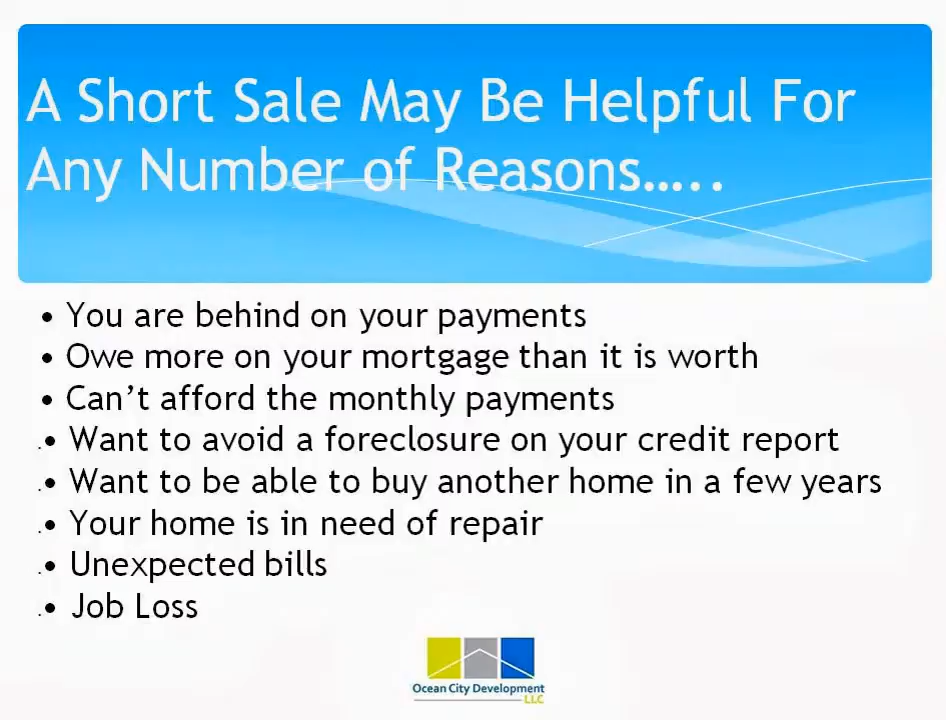 A Short Sale May Be Helpful For
Any Number of Reasons…..
• You are behind on your payments
• Owe more on your mortgage than it is worth
• Can’t afford the monthly payments
.• Want to avoid a foreclosure on your credit report
.• Want to be able to buy another home in a few years
.• Your home is in need of repair
.• Unexpected bills
.• Job Loss
Ocean City Development
LLC